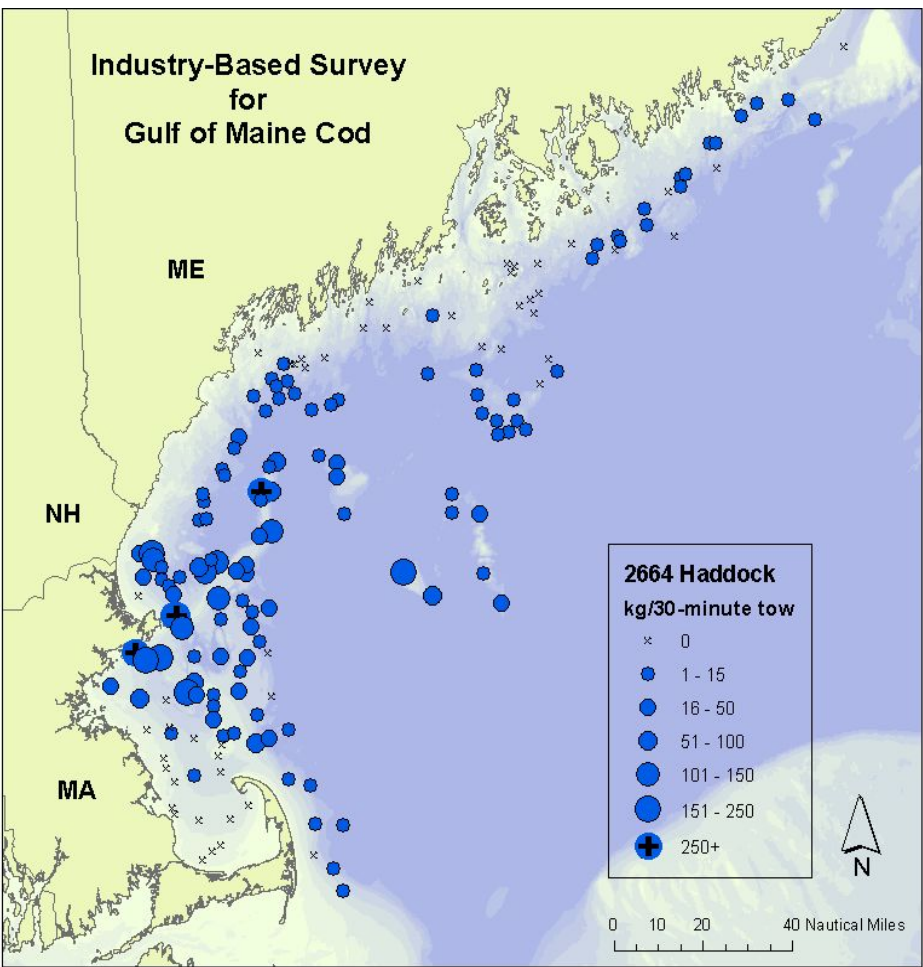 Industry-Based Survey
for
Gulf of Maine Cod
ME
NH
MA
2664 Haddock
kg/30-minute tow
0
1 - 15
16 - 50
51 - 100
101 - 150
151 - 250
250+
N
0 10 20 40 Nautical Miles